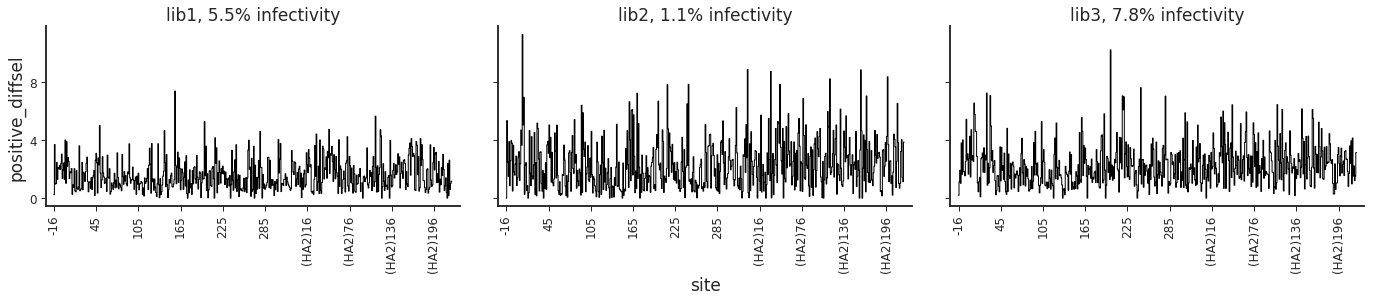 lib1, 5.5% infectivity
lib2, 1.1% infectivity
lib3, 7.8% infectivity
positive_diffsel
8
4
0
-16 45 105 165 225 285 (HA2)16 (HA2)76 (HA2)136 (HA2)196
-16 45 105 165 225 285 (HA2)16 (HA2)76 (HA2)136 (HA2)196
-16 45 105 165 225 285 (HA2)16 (HA2)76 (HA2)136 (HA2)196
site